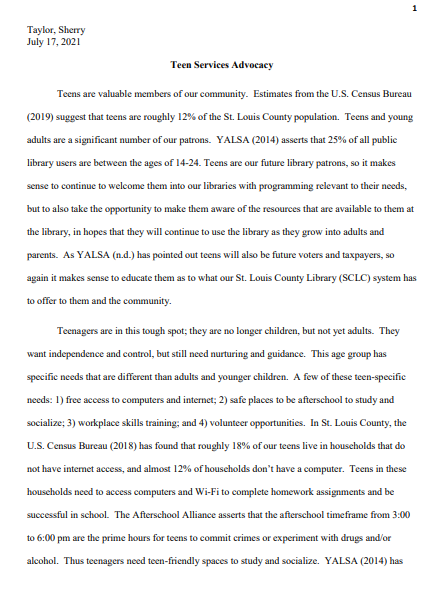 1
Taylor, Sherry
July 17, 2021
Teen Services Advocacy
Teens are valuable members of our community.  Estimates from the U.S. Census Bureau
(2019) suggest that teens are roughly 12% of the St. Louis County population.  Teens and young
adults are a significant number of our patrons.  YALSA (2014) asserts that 25% of all public
library users are between the ages of 14-24. Teens are our future library patrons, so it makes
sense to continue to welcome them into our libraries with programming relevant to their needs,
but to also take the opportunity to make them aware of the resources that are available to them at
the library, in hopes that they will continue to use the library as they grow into adults and
parents.  As YALSA (n.d.) has pointed out teens will also be future voters and taxpayers, so
again it makes sense to educate them as to what our St. Louis County Library (SCLC) system has
to offer to them and the community.
Teenagers are in this tough spot; they are no longer children, but not yet adults.  They
want independence and control, but still need nurturing and guidance.  This age group has
specific needs that are different than adults and younger children.  A few of these teen-specific
needs: 1) free access to computers and internet; 2) safe places to be afterschool to study and
socialize; 3) workplace skills training; and 4) volunteer opportunities.  In St. Louis County, the
U.S. Census Bureau (2018) has found that roughly 18% of our teens live in households that do
not have internet access, and almost 12% of households don't have a computer.  Teens in these
households need to access computers and Wi-Fi to complete homework assignments and be
successful in school.  The Afterschool Alliance asserts that the afterschool timeframe from 3:00
to 6:00 pm are the prime hours for teens to commit crimes or experiment with drugs and/or
alcohol.  Thus teenagers need teen-friendly spaces to study and socialize.  YALSA (2014) has